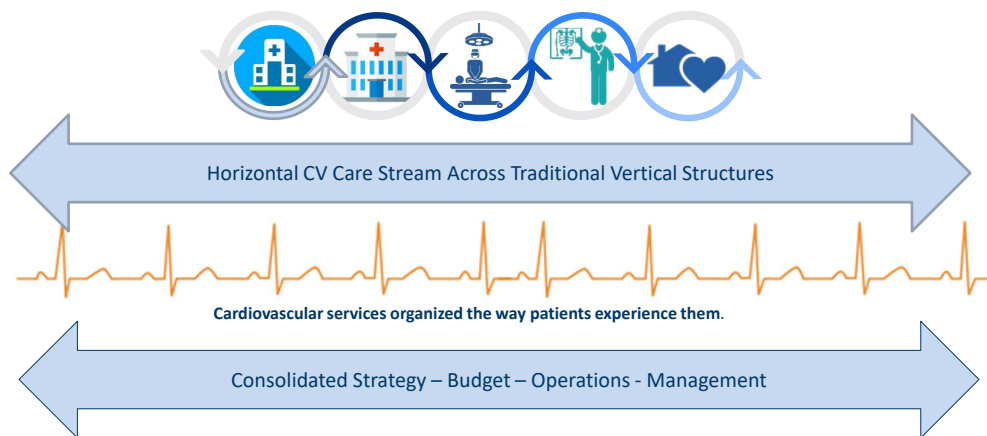 Horizontal CV Care Stream Across Traditional Vertical Structures
Cardiovascular services organized the way patients experience them.
Consolidated Strategy – Budget – Operations - Management